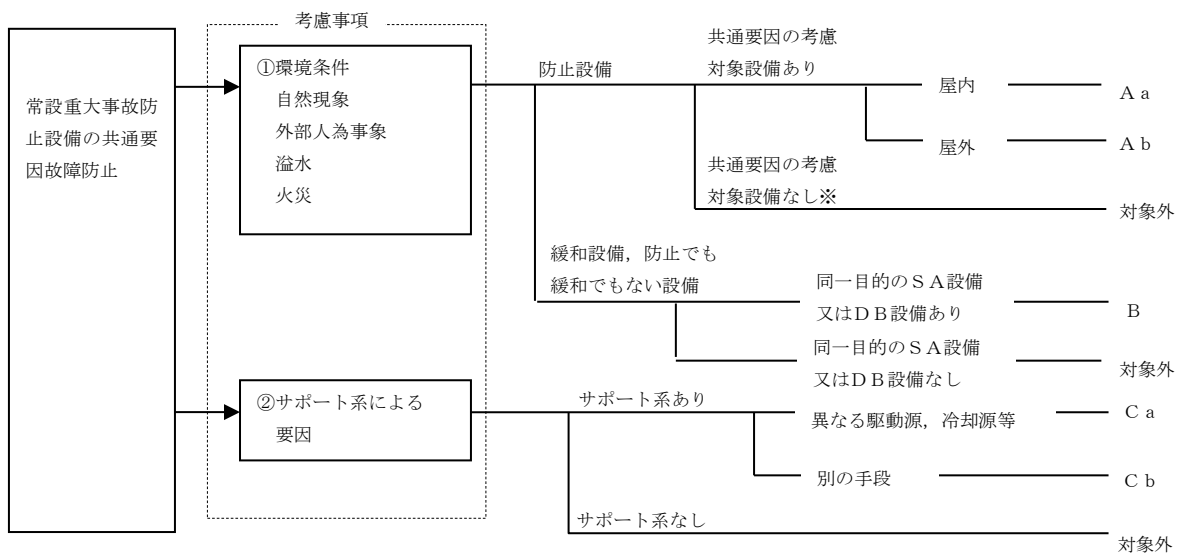 考慮事項
常設重大事故防
止設備の共通要
因故障防止
①環境条件
自然現象
外部人為事象
溢水
火災
防止設備
共通要因の考慮
対象設備あり
屋内
Ａａ
屋外
Ａｂ
共通要因の考慮
対象設備なし※
対象外
緩和設備，防止でも
緩和でもない設備
同一目的のＳＡ設備
又はＤＢ設備あり
Ｂ
同一目的のＳＡ設備
又はＤＢ設備なし
対象外
②サポート系による
要因
サポート系あり
異なる駆動源，冷却源等
Ｃａ
別の手段
Ｃｂ
サポート系なし
対象外